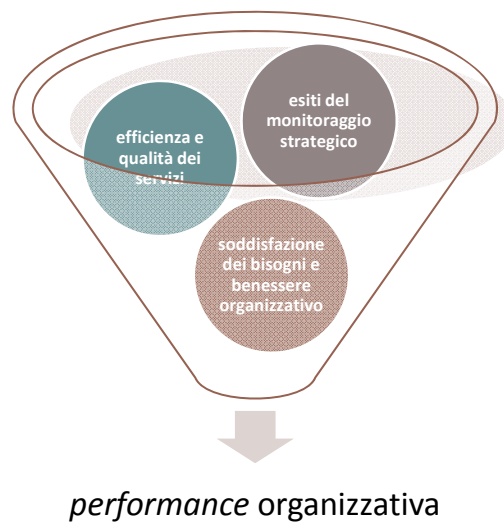 esiti del
monitoraggio
strategico
efficienza e
qualità dei
servizi
soddisfazione
dei bisogni e
benessere
organizzativo
performance organizzativa